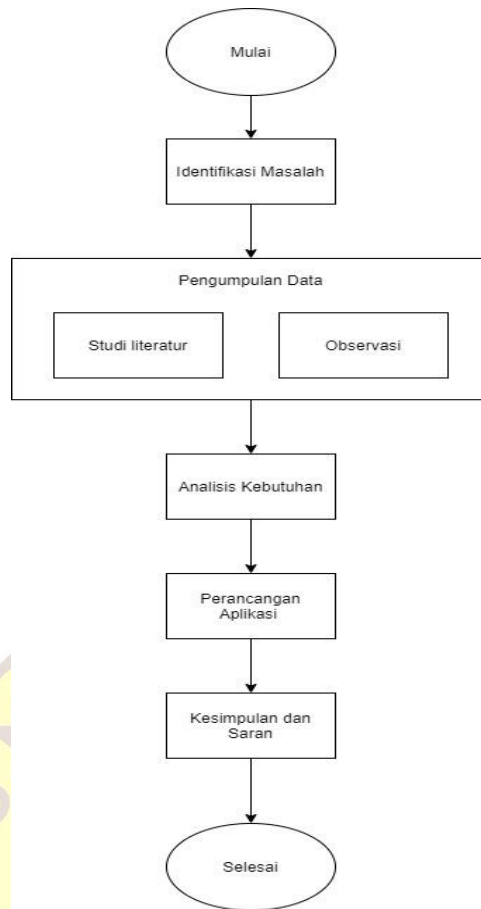 Mulai
Identifikasi Masalah
Pengumpulan Data
Studi literatur
Observasi
Analisis Kebutuhan
Perancangan
Aplikasi
Kesimpulan dan
Saran
Selesai